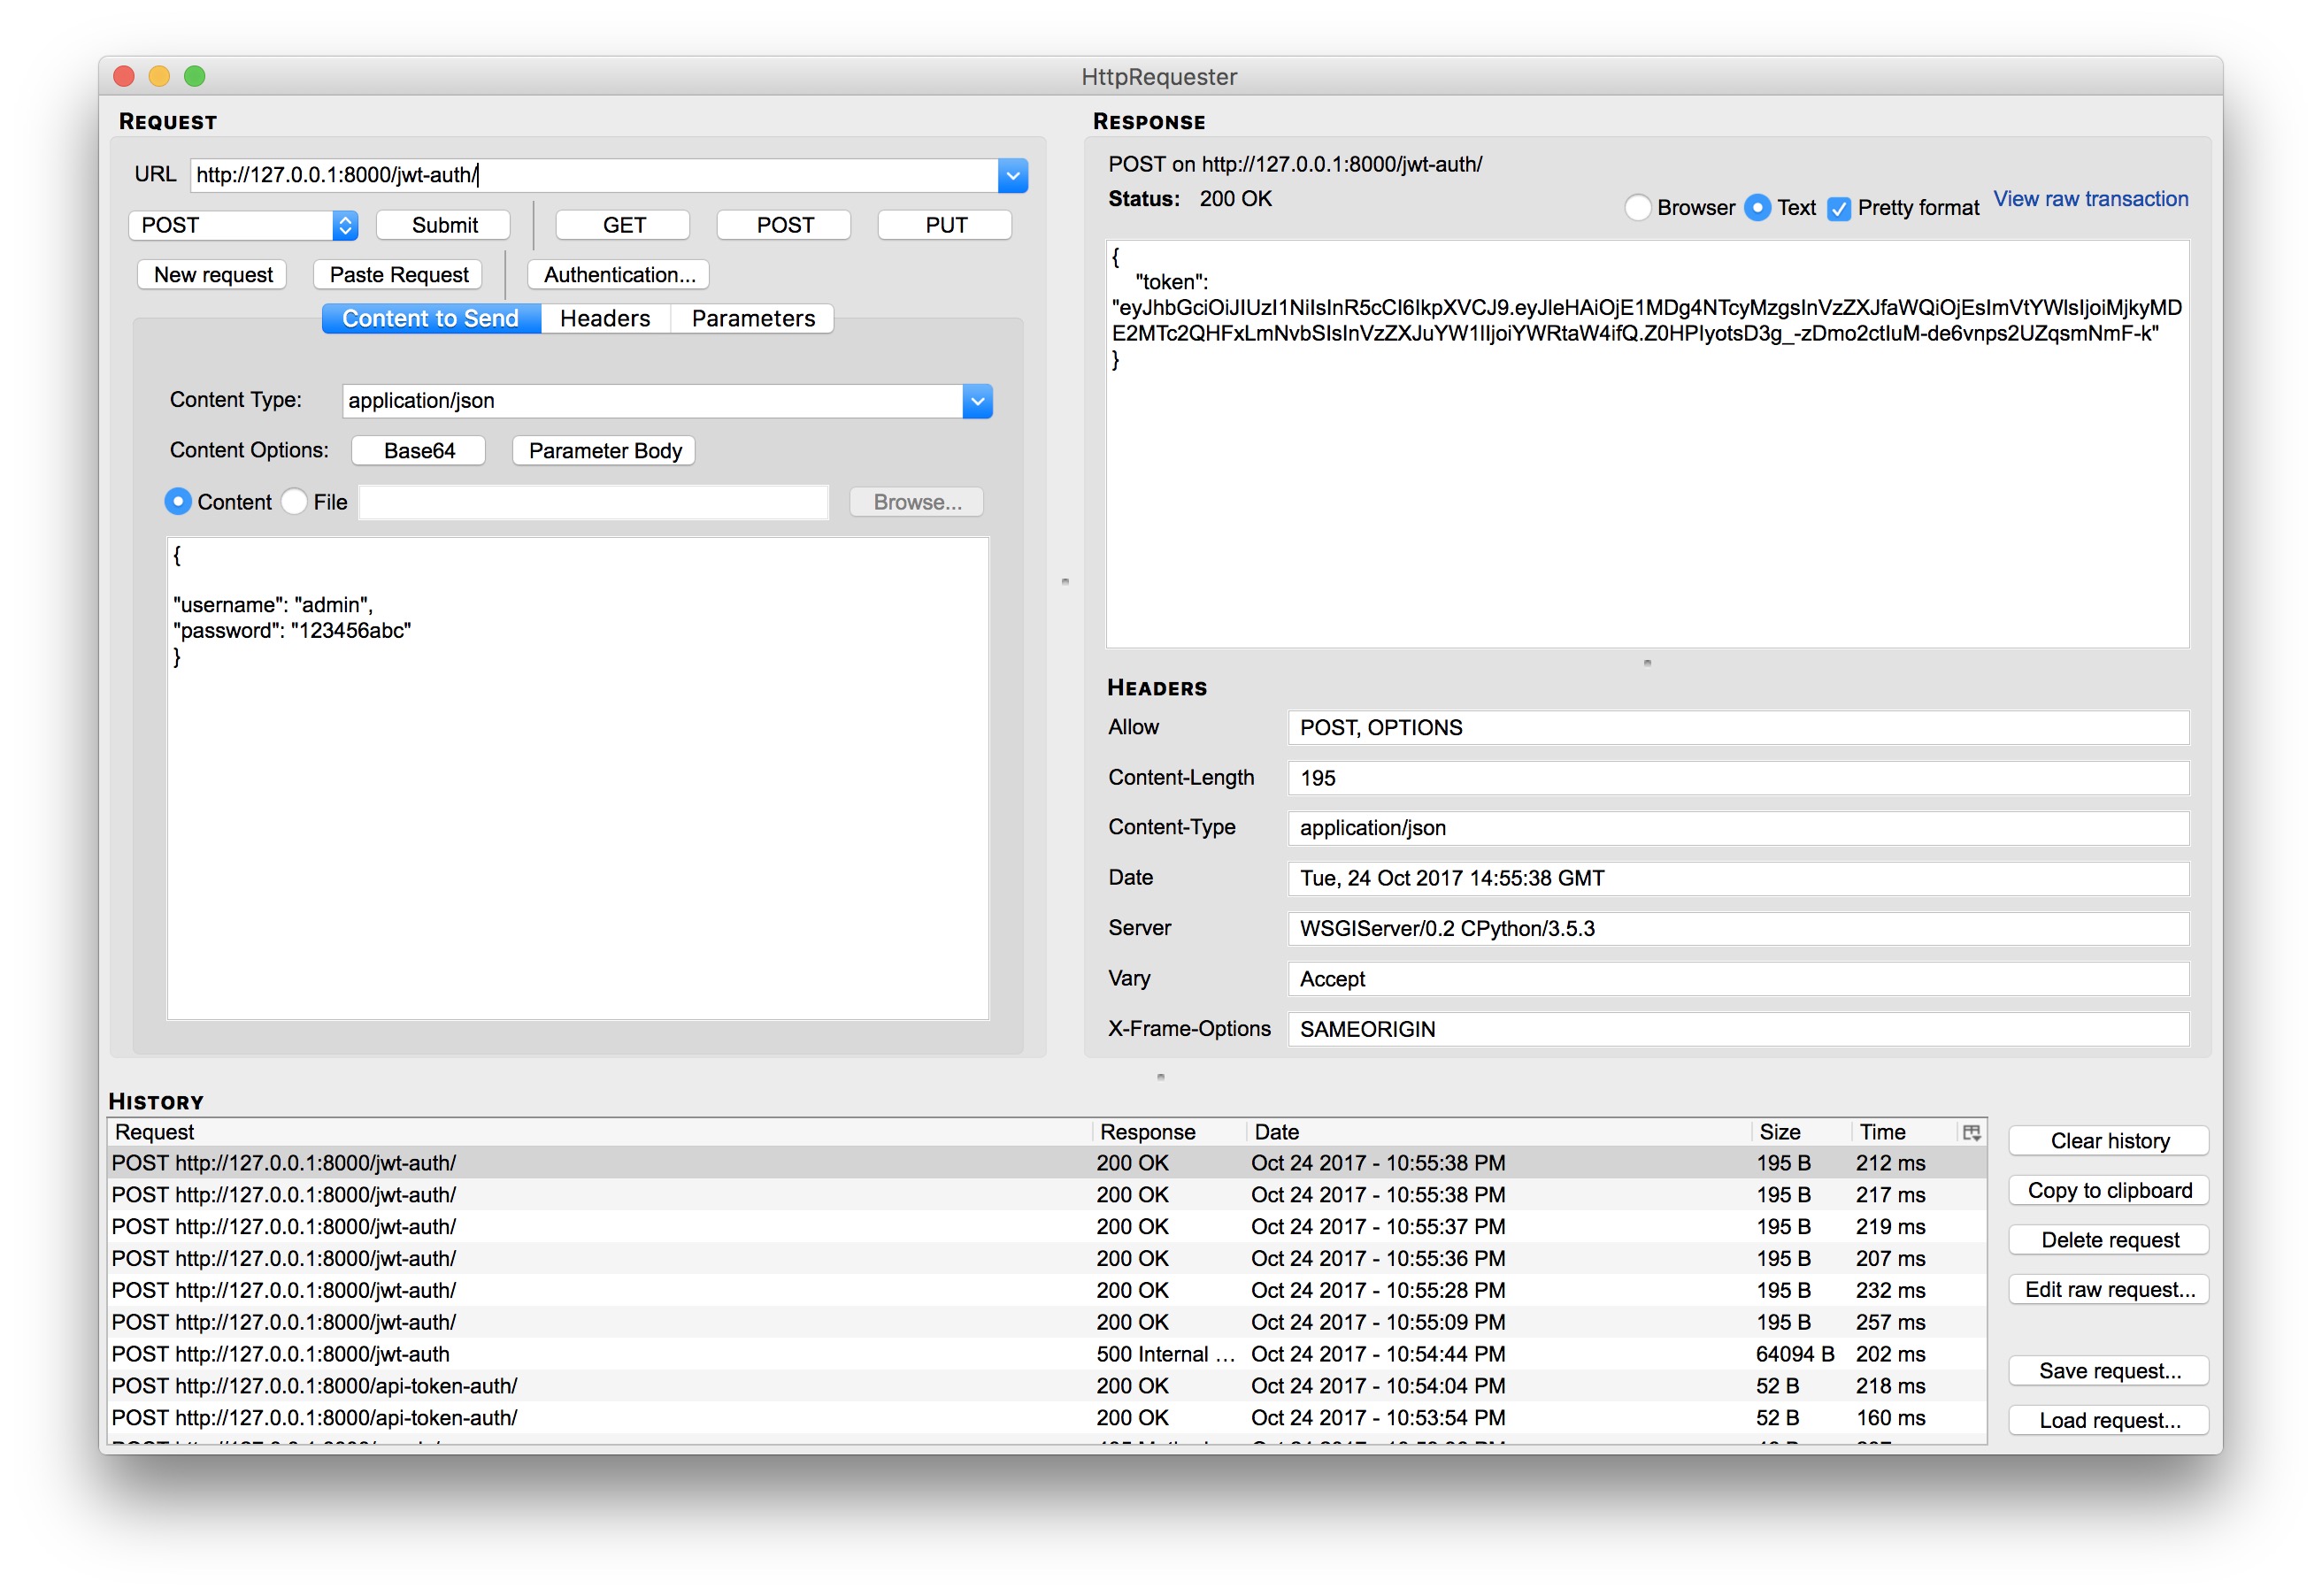 HttpRequester
REQUEST
URL http://127.0.0.1:8000/jwt-auth/
POST Submit GET POST PUT
New request Paste Request Authentication...
Content to Send Headers Parameters
Content Type: application/json
Content Options: Base64 Parameter Body
Content File Browse...
{
"username": "admin",
"password": "123456abc"
}
RESPONSE
POST on http://127.0.0.1:8000/jwt-auth/
Status: 200 OK
Browser Text Pretty format View raw transaction
{
"token":
"eyJhbGciOiJIUzI1NiIsInR5cCI6IkpXVCJ9.eyJleHAiOjE1MDg4NTcyMzgsInVzZXJfaWQiOjEsImVtYWlsIjoiMjkyMD
E2MTc2QHFxLmNvbSIsInVzZXJuYW1lIjoiYWRtaW4ifQ.Z0HPIyotsD3g_-zDmo2ctIuM-de6vnps2UZqsmNmF-k"
}
HEADERS
Allow POST, OPTIONS
Content-Length 195
Content-Type application/json
Date Tue, 24 Oct 2017 14:55:38 GMT
Server WSGIServer/0.2 CPython/3.5.3
Vary Accept
X-Frame-Options SAMEORIGIN
HISTORY
Request Response Date Size Time
POST http://127.0.0.1:8000/jwt-auth/ 200 OK Oct 24 2017 - 10:55:38 PM 195 B 212 ms
POST http://127.0.0.1:8000/jwt-auth/ 200 OK Oct 24 2017 - 10:55:38 PM 195 B 217 ms
POST http://127.0.0.1:8000/jwt-auth/ 200 OK Oct 24 2017 - 10:55:37 PM 195 B 219 ms
POST http://127.0.0.1:8000/jwt-auth/ 200 OK Oct 24 2017 - 10:55:36 PM 195 B 207 ms
POST http://127.0.0.1:8000/jwt-auth/ 200 OK Oct 24 2017 - 10:55:28 PM 195 B 232 ms
POST http://127.0.0.1:8000/jwt-auth/ 200 OK Oct 24 2017 - 10:55:09 PM 195 B 257 ms
POST http://127.0.0.1:8000/jwt-auth 500 Internal ... Oct 24 2017 - 10:54:44 PM 64094 B 202 ms
POST http://127.0.0.1:8000/api-token-auth/ 200 OK Oct 24 2017 - 10:54:04 PM 52 B 218 ms
POST http://127.0.0.1:8000/api-token-auth/ 200 OK Oct 24 2017 - 10:53:54 PM 52 B 160 ms
Clear history
Copy to clipboard
Delete request
Edit raw request...
Save request...
Load request...